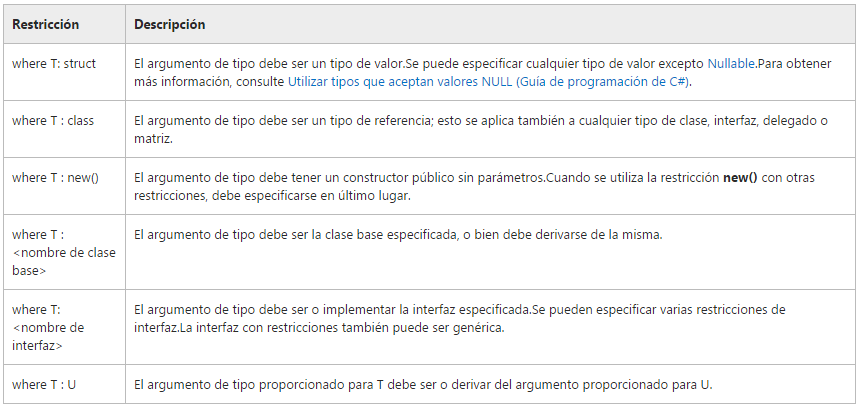 Restricción
Descripción
where T: struct
El argumento de tipo debe ser un tipo de valor.Se puede especificar cualquier tipo de valor excepto Nullable.Para obtener
más información, consulte Utilizar tipos que aceptan valores NULL (Guía de programación de C#).
where T : class
El argumento de tipo debe ser un tipo de referencia; esto se aplica también a cualquier tipo de clase, interfaz, delegado o
matriz.
where T : new()
El argumento de tipo debe tener un constructor público sin parámetros.Cuando se utiliza la restricción new() con otras
restricciones, debe especificarse en último lugar.
where T :
<nombre de clase
base>
El argumento de tipo debe ser la clase base especificada, o bien debe derivarse de la misma.
where T:
<nombre de
interfaz>
El argumento de tipo debe ser o implementar la interfaz especificada.Se pueden especificar varias restricciones de
interfaz.La interfaz con restricciones también puede ser genérica.
where T : U
El argumento de tipo proporcionado para T debe ser o derivar del argumento proporcionado para U.